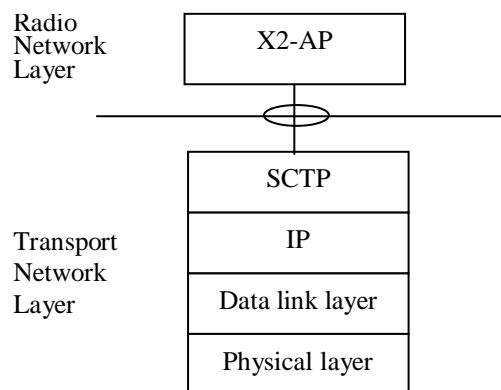 Radio
Network
Layer
X2-AP
SCTP
Transport
Network
Layer
IP
Data link layer
Physical layer